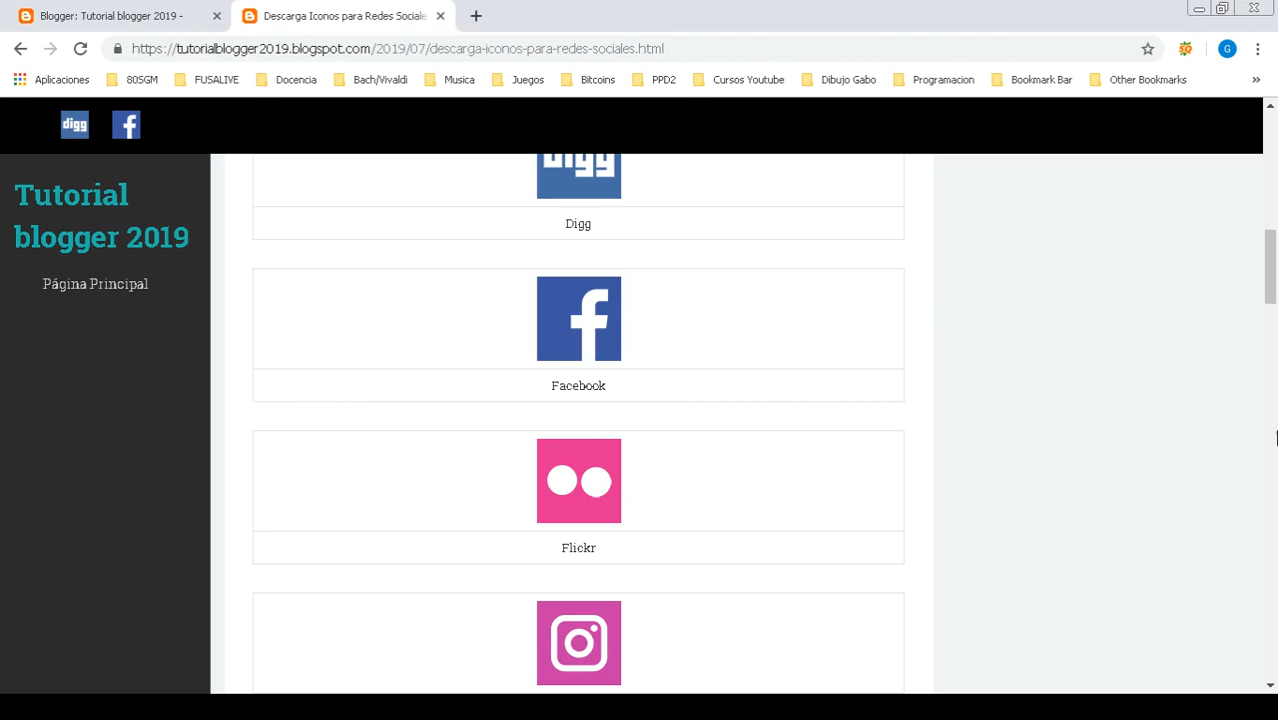 Blogger: Tutorial blogger 2019 -
Descarga Iconos para Redes Sociale
https://tutorialblogger2019.blogspot.com/2019/07/descarga-iconos-para-redes-sociales.html
G
Aplicaciones 80SGM FUSALIVE Docencia Bach/Vivaldi Musica Juegos Bitcoins PPD2 Cursos Youtube Dibujo Gabo Programacion Bookmark Bar Other Bookmarks »
digg f
Tutorial
blogger 2019
Página Principal
digg
Digg
f
Facebook
Flickr